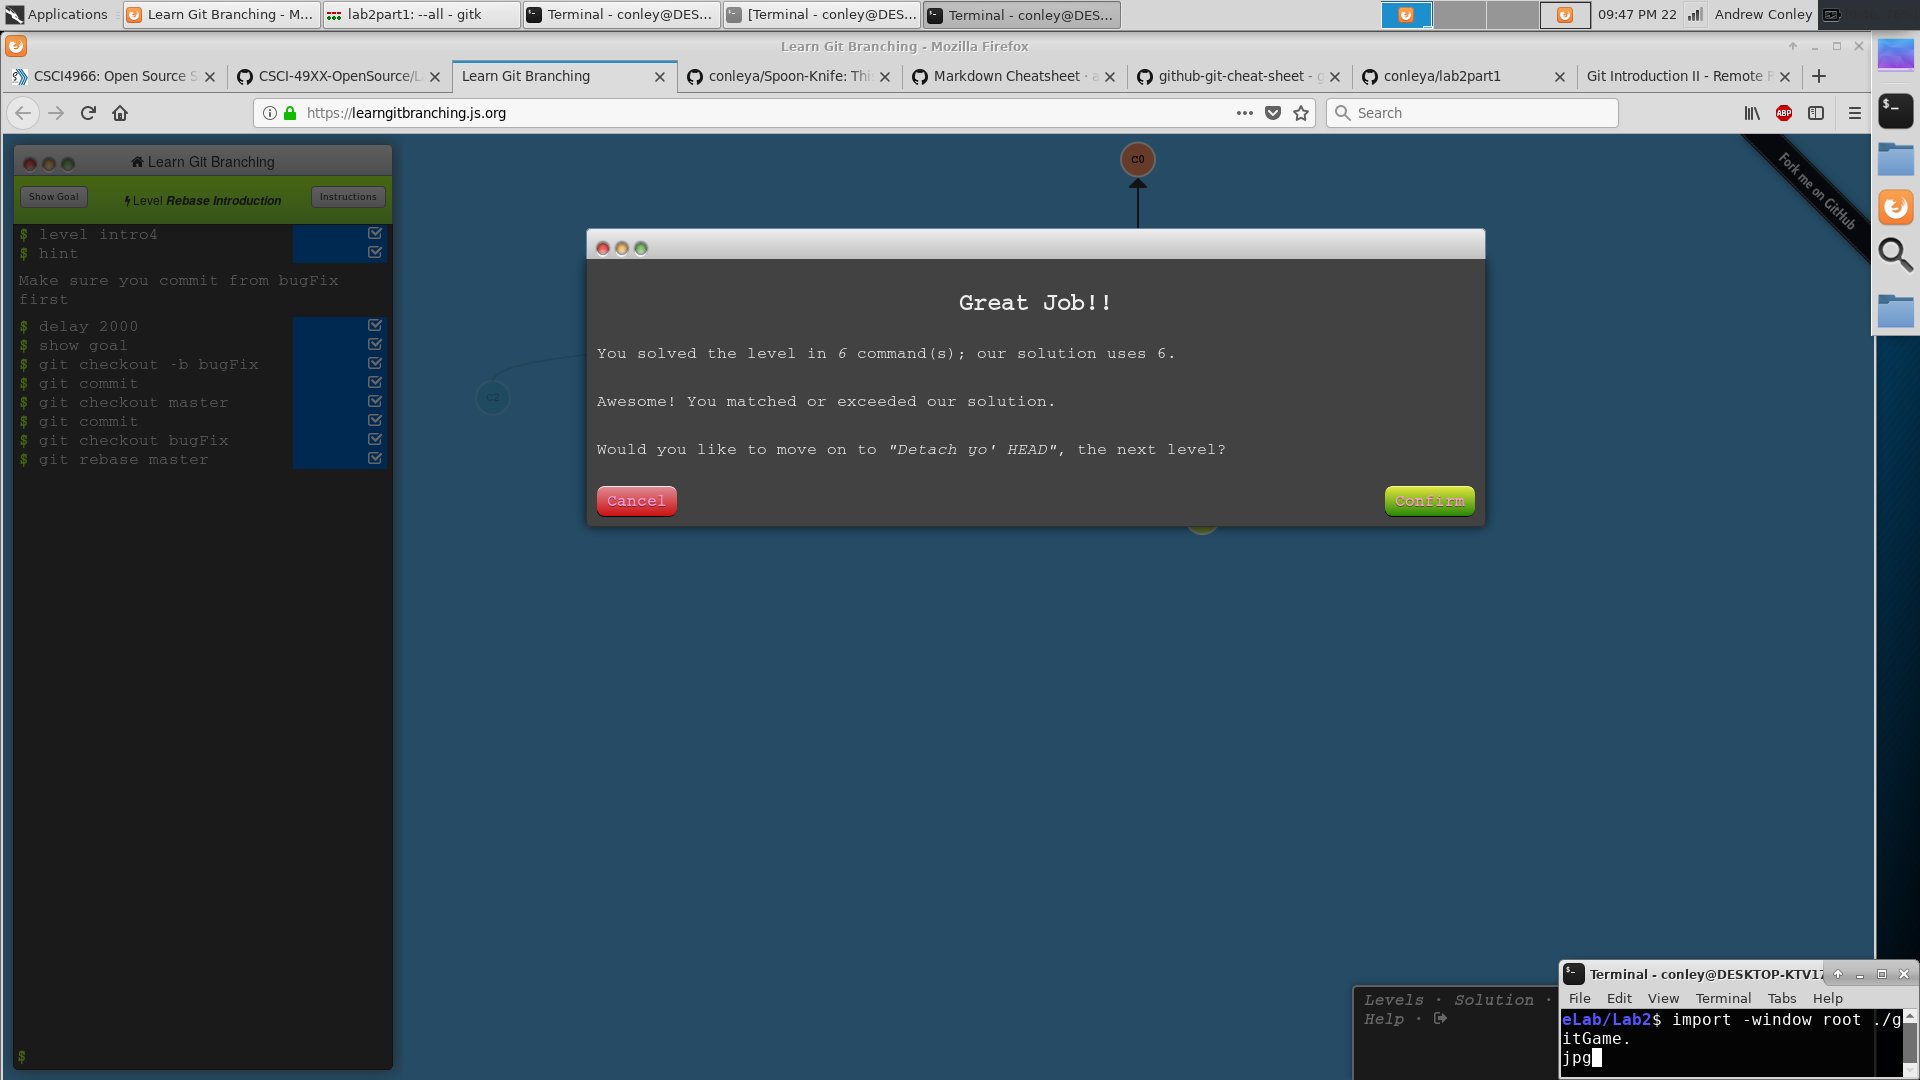 Applications
Learn Git Branching - M...
lab2part1: --all - gitk
Terminal - conley@DES...
[Terminal - conley@DES...
Terminal - conley@DES...
09:47 PM 22
Andrew Conley
Learn Git Branching - Mozilla Firefox
CSCI4966: Open Source S
CSCI-49XX-OpenSource/L
Learn Git Branching
conleya/Spoon-Knife: Thi
Markdown Cheatsheet · a
github-git-cheat-sheet - g
conleya/lab2part1
Git Introduction II - Remote R
https://learngitbranching.js.org
Search
ABP
Learn Git Branching
Show Goal
Level Rebase Introduction
Instructions
$ level intro4
$ hint
Make sure you commit from bugFix
first
$ delay 2000
$ show goal
$ git checkout -b bugFix
$ git commit
$ git checkout master
$ git commit
$ git checkout bugFix
$ git rebase master
$
C0
C2
Fork me on GitHub
Great Job!!
You solved the level in 6 command(s); our solution uses 6.
Awesome! You matched or exceeded our solution.
Would you like to move on to "Detach yo' HEAD", the next level?
Cancel
Confirm
Levels · Solution ·
Help ·
Terminal - conley@DESKTOP-KTV17
File Edit View Terminal Tabs Help
eLab/Lab2$ import -window root ./g
itGame.
jpg